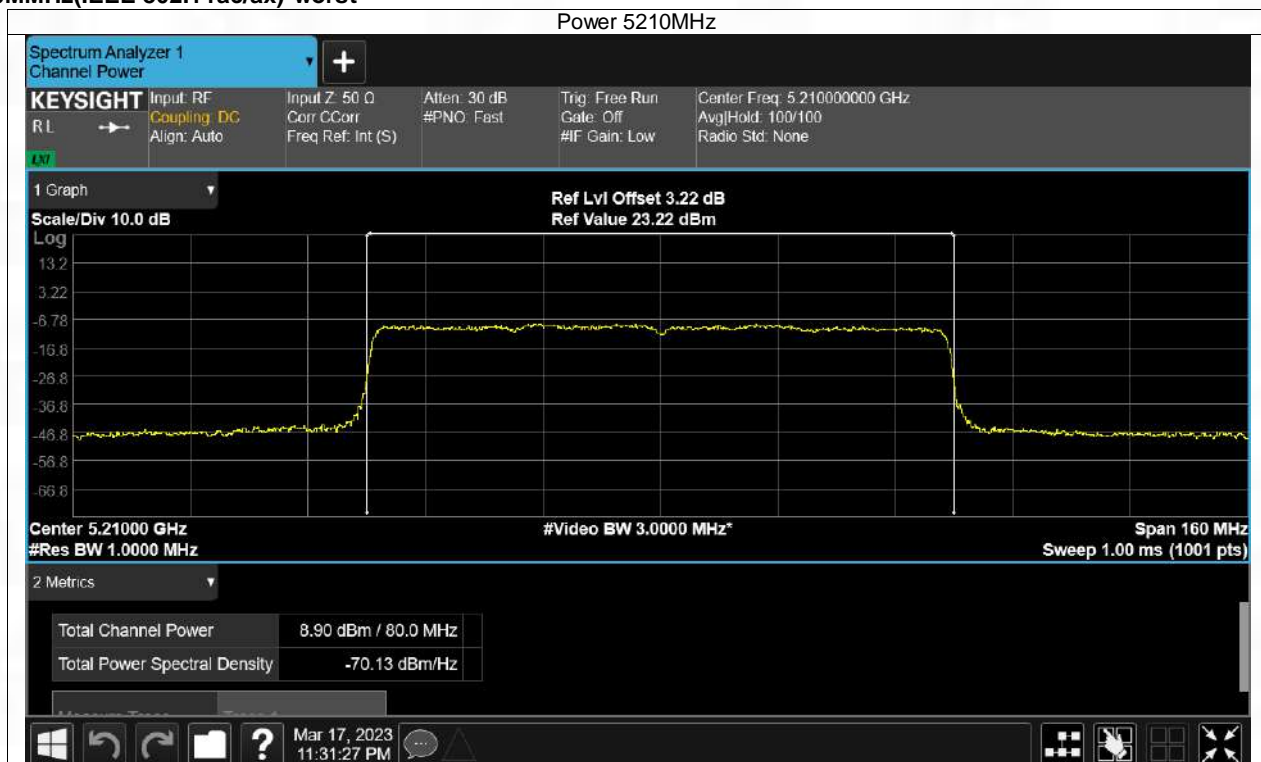 Power 5210MHz
Spectrum Analyzer 1
Channel Power
KEYSIGHT
RL
LXI
Input: RF
Coupling: DC
Align: Auto
Input Z: 50 Ω
Corr CCorr
Freq Ref: Int (S)
Atten: 30 dB
#PNO: Fast
Trig: Free Run
Gate: Off
#IF Gain: Low
Center Freq: 5.210000000 GHz
Avg|Hold: 100/100
Radio Std: None
1 Graph
Scale/Div 10.0 dB
Ref Lvl Offset 3.22 dB
Ref Value 23.22 dBm
Log
13.2
3.22
-6.78
-16.8
-26.8
-36.8
-46.8
-56.8
-66.8
Center 5.21000 GHz
#Video BW 3.0000 MHz*
Span 160 MHz
#Res BW 1.0000 MHz
Sweep 1.00 ms (1001 pts)
2 Metrics
Total Channel Power 8.90 dBm / 80.0 MHz
Total Power Spectral Density -70.13 dBm/Hz
Mar 17, 2023
11:31:27 PM